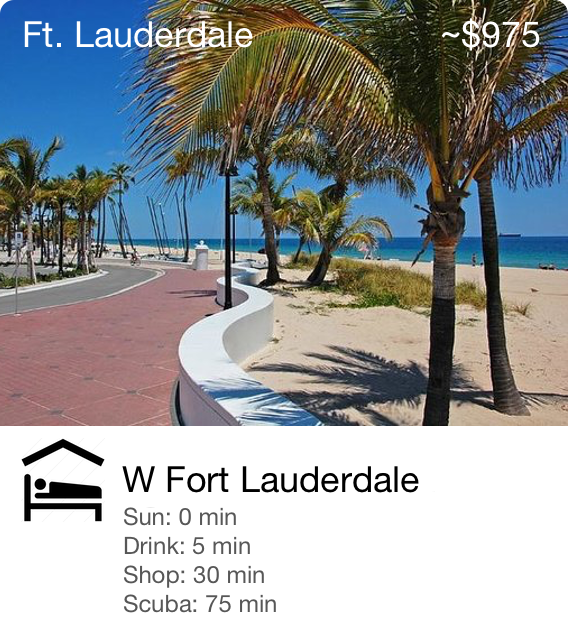 Ft. Lauderdale ~$975
W Fort Lauderdale
Sun: 0 min
Drink: 5 min
Shop: 30 min
Scuba: 75 min